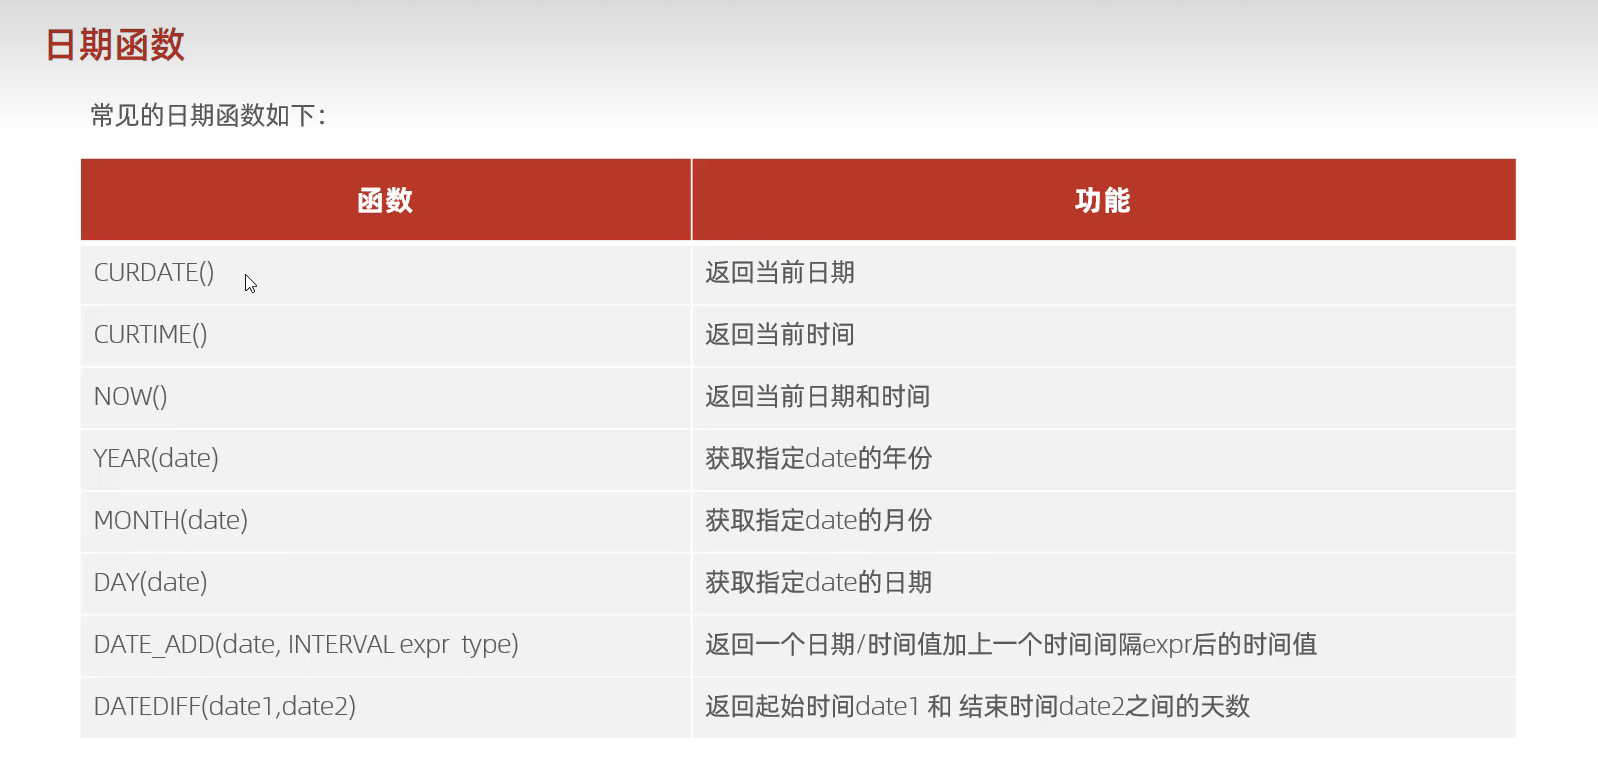 日期函数
常见的日期函数如下：
函数 功能
CURDATE() 返回当前日期
CURTIME() 返回当前时间
NOW() 返回当前日期和时间
YEAR(date) 获取指定date的年份
MONTH(date) 获取指定date的月份
DAY(date) 获取指定date的日期
DATE_ADD(date, INTERVAL expr type) 返回一个日期/时间值加上一个时间间隔expr后的时间值
DATEDIFF(date1,date2) 返回起始时间date1 和 结束时间date2之间的天数